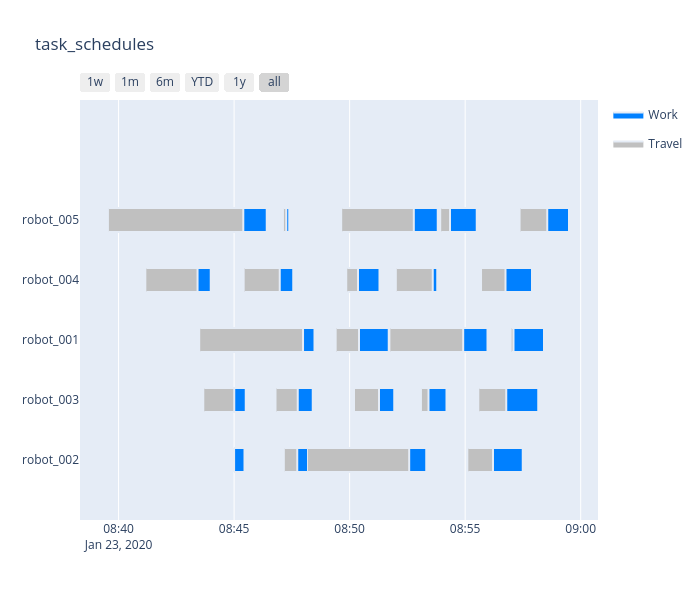 task_schedules
1w 1m 6m YTD 1y all
Work
Travel
robot_005
robot_004
robot_001
robot_003
robot_002
08:40 08:45 08:50 08:55 09:00
Jan 23, 2020